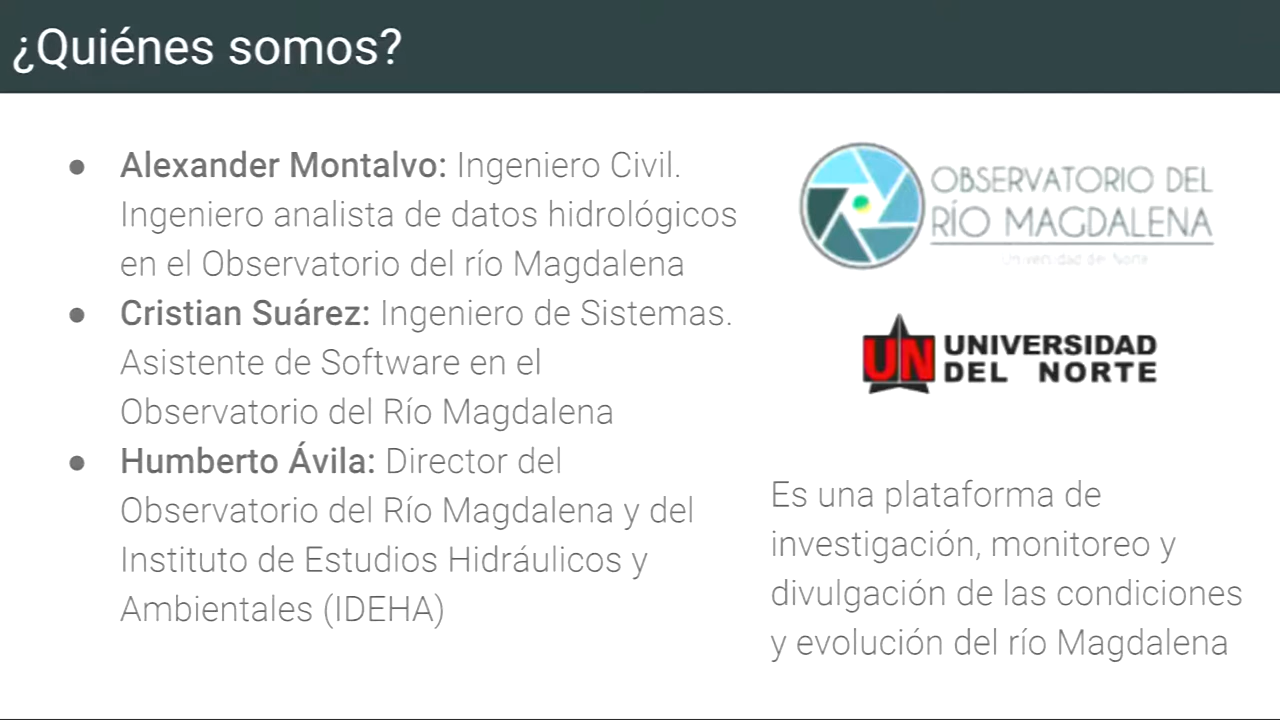 ¿Quiénes somos?
● Alexander Montalvo: Ingeniero Civil.
Ingeniero analista de datos hidrológicos
en el Observatorio del río Magdalena
● Cristian Suárez: Ingeniero de Sistemas.
Asistente de Software en el
Observatorio del Río Magdalena
● Humberto Ávila: Director del
Observatorio del Río Magdalena y del
Instituto de Estudios Hidráulicos y
Ambientales (IDEHA)
OBSERVATORIO DEL
RÍO MAGDALENA
Universidad del Norte
UN UNIVERSIDAD
DEL NORTE
Es una plataforma de
investigación, monitoreo y
divulgación de las condiciones
y evolución del río Magdalena